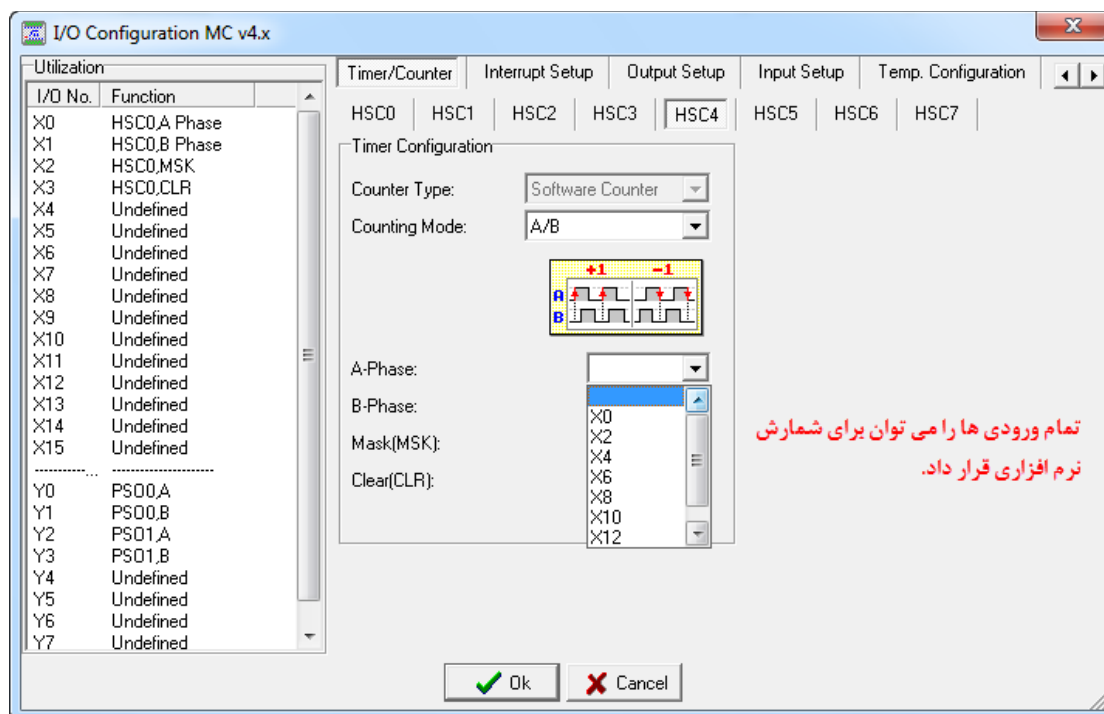 I/O Configuration MC v4.x
Utilization
I/O No. Function
X0 HSC0,A Phase
X1 HSC0,B Phase
X2 HSC0,MSK
X3 HSC0,CLR
X4 Undefined
X5 Undefined
X6 Undefined
X7 Undefined
X8 Undefined
X9 Undefined
X10 Undefined
X11 Undefined
X12 Undefined
X13 Undefined
X14 Undefined
X15 Undefined
-----------... --------------------
Y0 PSO0,A
Y1 PSO0,B
Y2 PSO1,A
Y3 PSO1,B
Y4 Undefined
Y5 Undefined
Y6 Undefined
Y7 Undefined
Timer/Counter Interrupt Setup Output Setup Input Setup Temp. Configuration
HSC0 HSC1 HSC2 HSC3 HSC4 HSC5 HSC6 HSC7
Timer Configuration
Counter Type: Software Counter
Counting Mode: A/B
+1 -1
A
B
A-Phase:
B-Phase:
Mask(MSK):
Clear(CLR):
X0
X2
X4
X6
X8
X10
X12
تمام ورودی ها را می توان برای شمارش
نرم افزاری قرار داد.
Ok Cancel